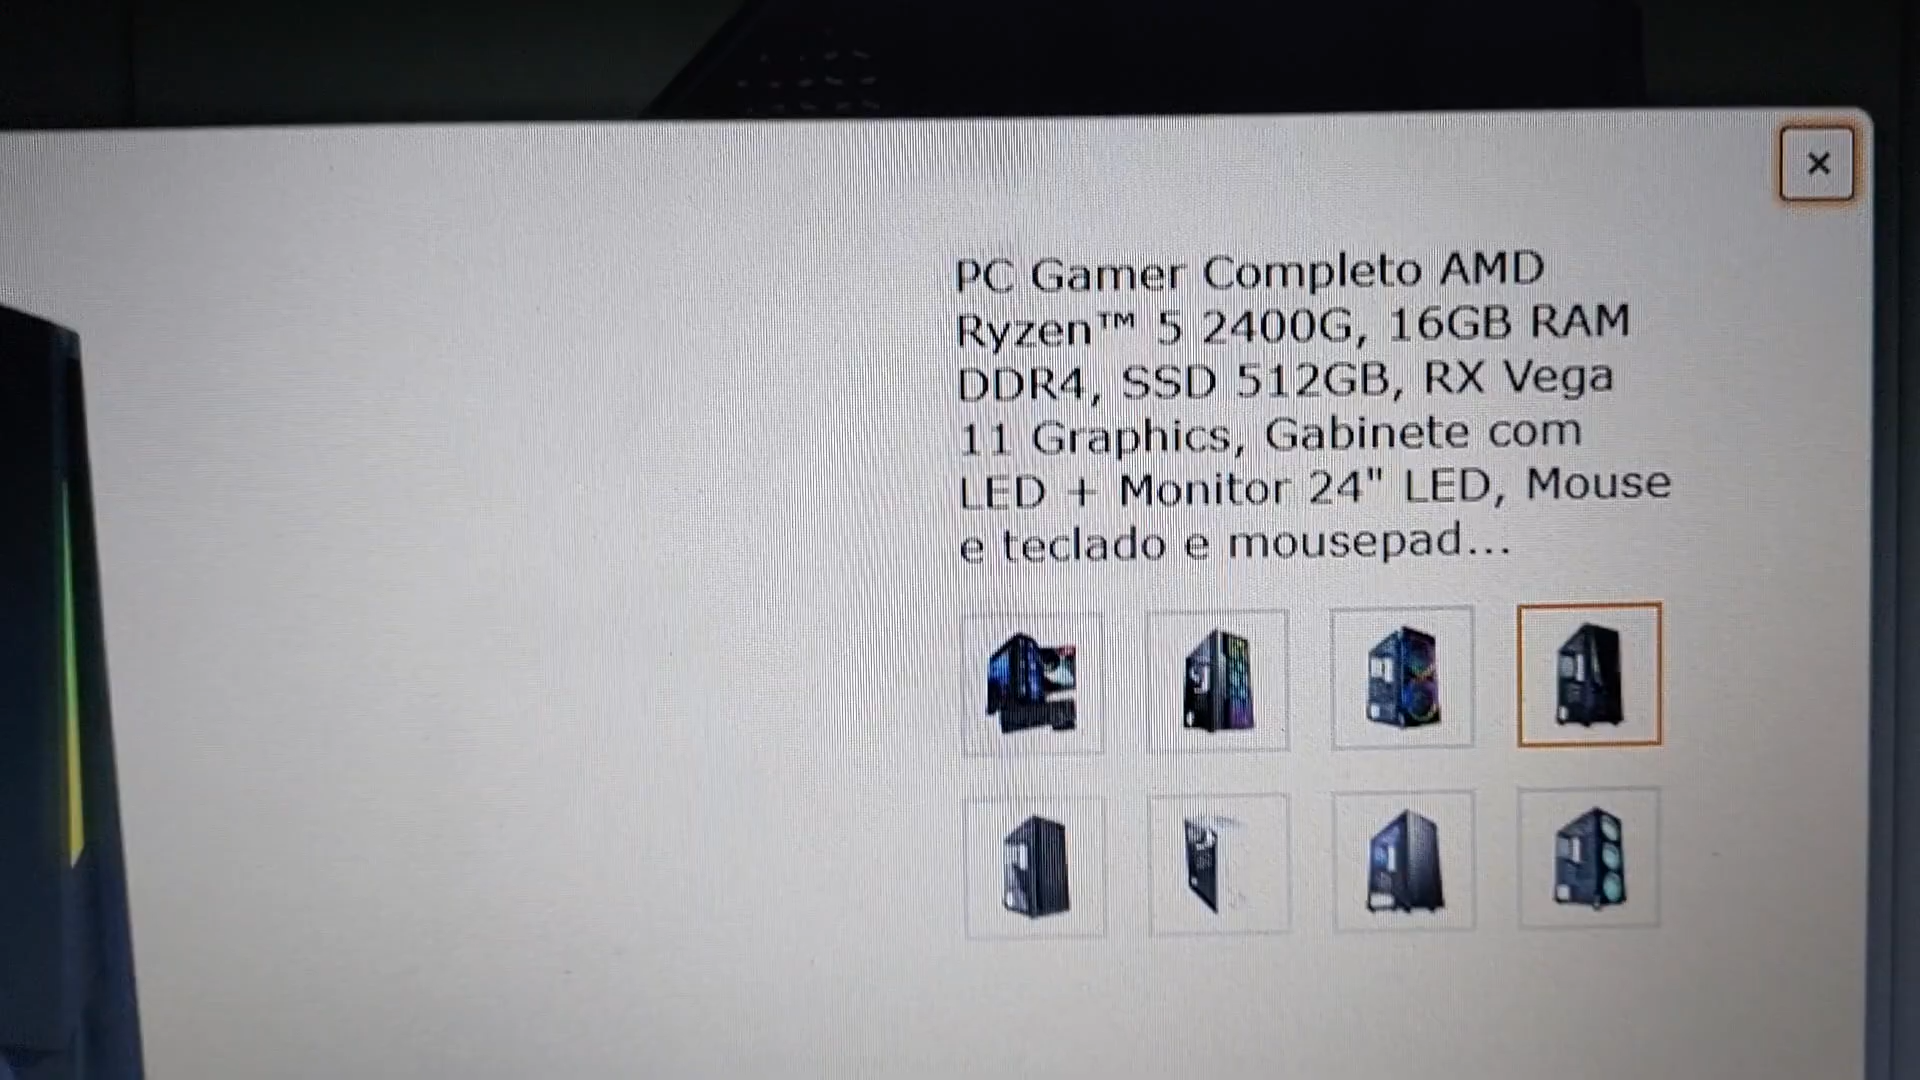 PC Gamer Completo AMD
Ryzen™ 5 2400G, 16GB RAM
DDR4, SSD 512GB, RX Vega
11 Graphics, Gabinete com
LED + Monitor 24" LED, Mouse
e teclado e mousepad...